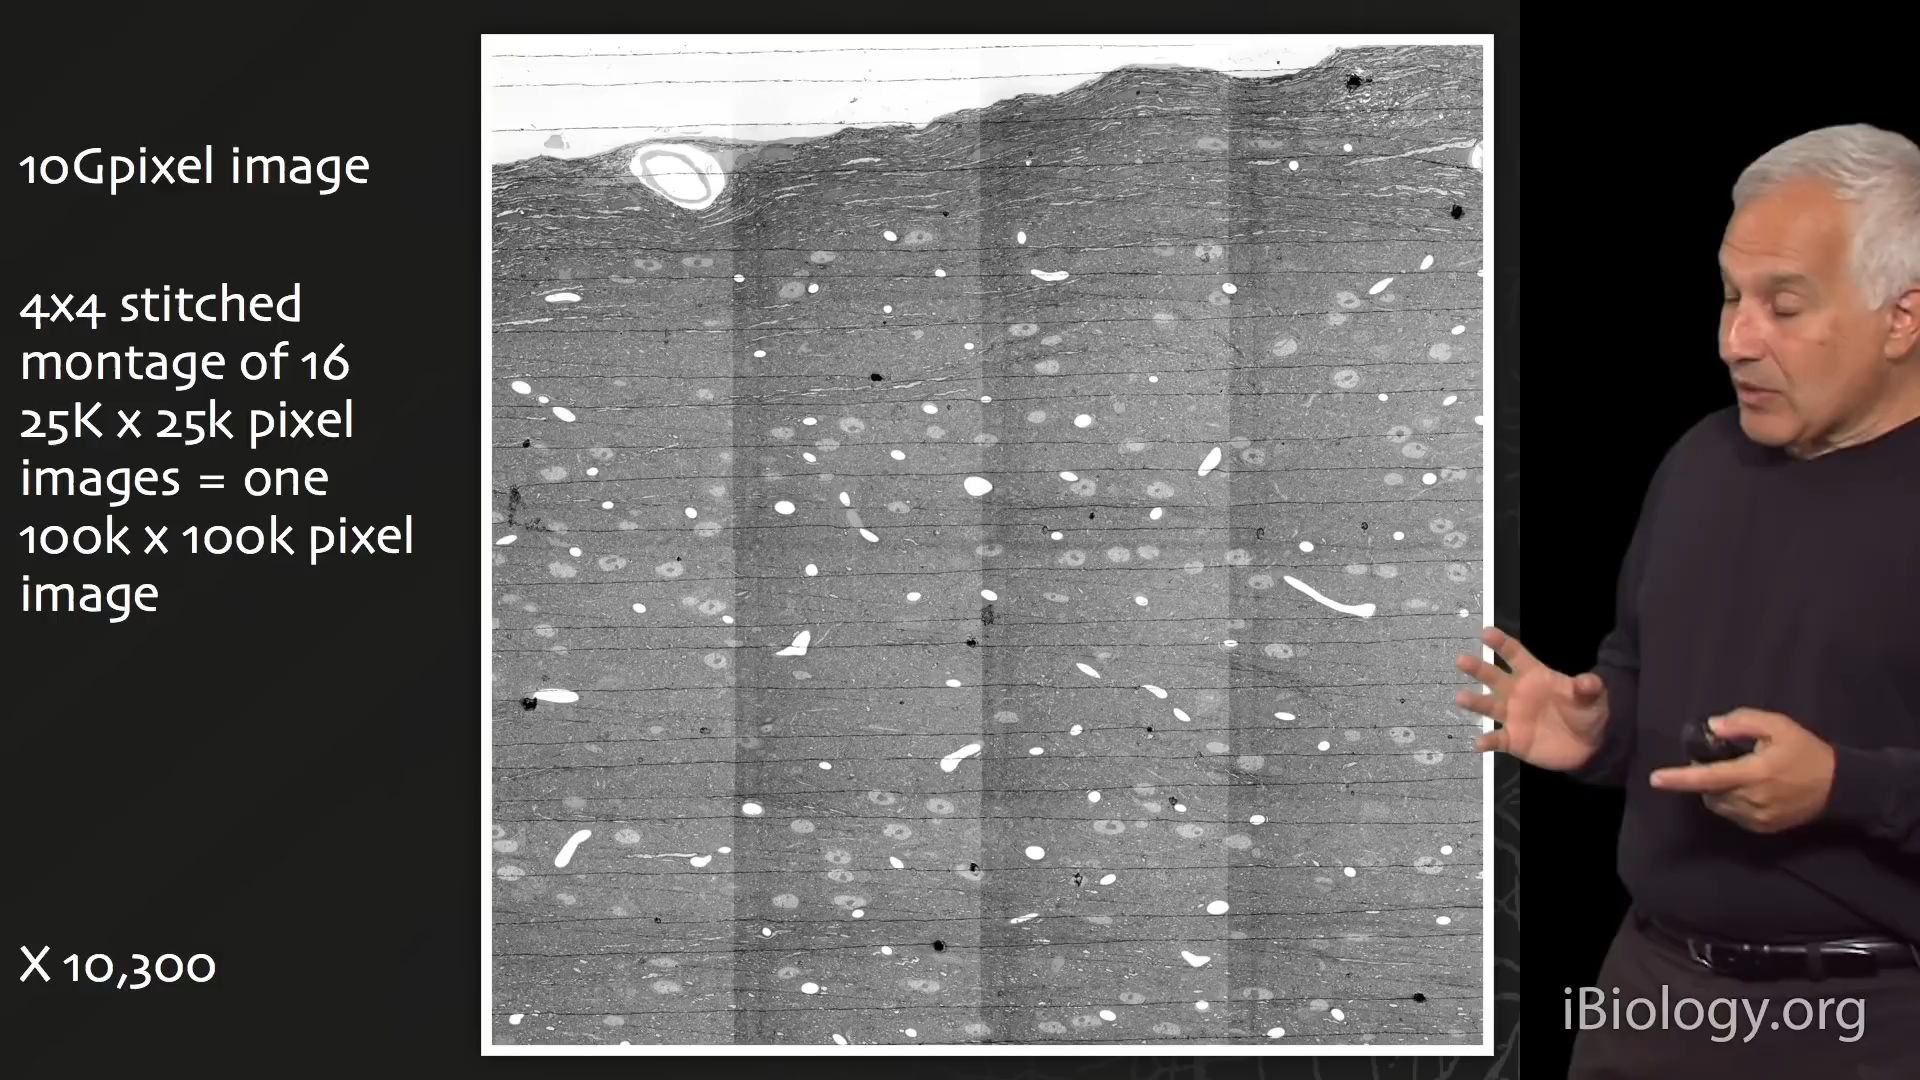 10Gpixel image
4x4 stitched
montage of 16
25K x 25k pixel
images = one
100k x 100k pixel
image
X 10,300
iBiology.org